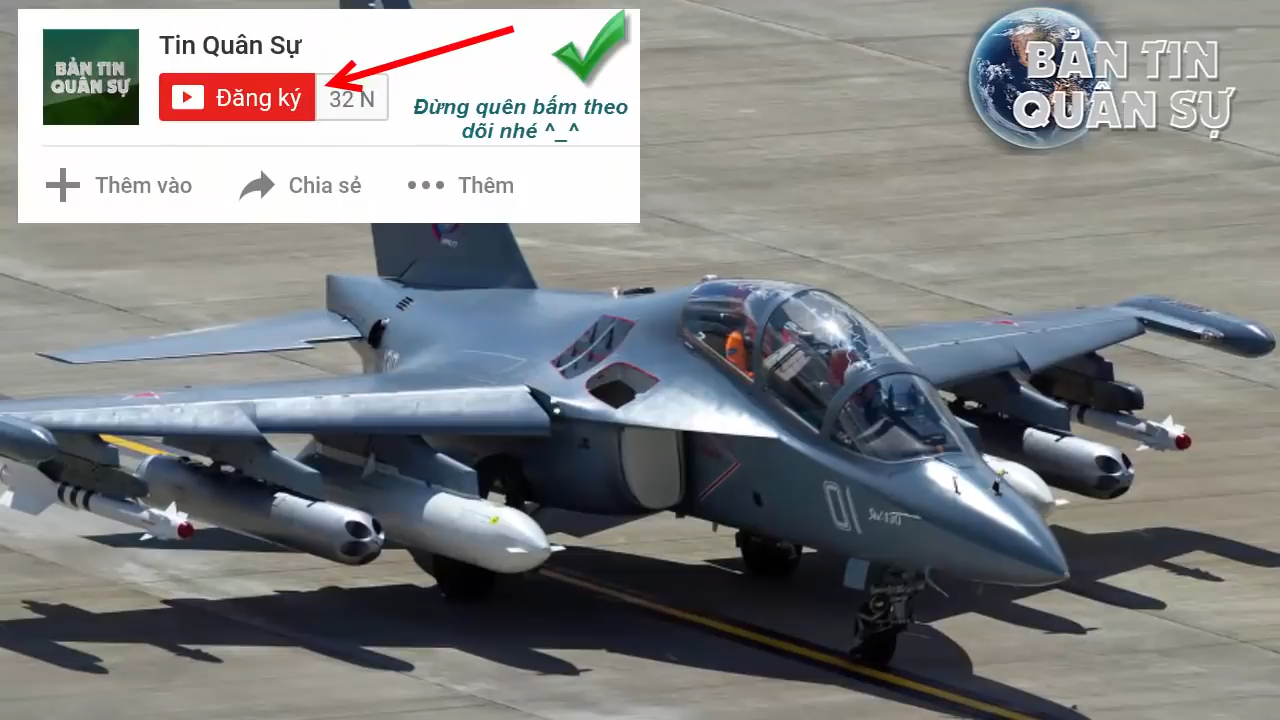 Tin Quân Sự
BẢN TIN
QUÂN SỰ
Đăng ký
32 N
Đừng quên bấm theo
dõi nhé ^_^
Thêm vào
Chia sẻ
Thêm
BẢN TIN
QUÂN SỰ
01